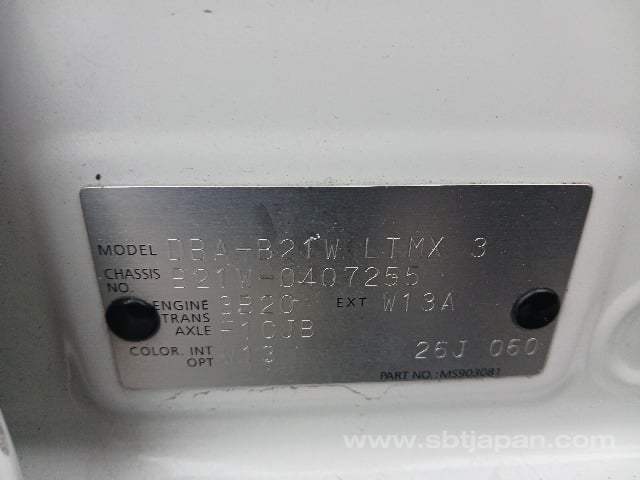 MODEL DBA-B21W LTMX 3
CHASSIS NO. B21W-0407255
ENGINE 3B20 EXT W13A
TRANS AXLE F1CJB
COLOR. INT 13
OPT 26J 060
PART NO.: MS903081
www.sbtjapan.com